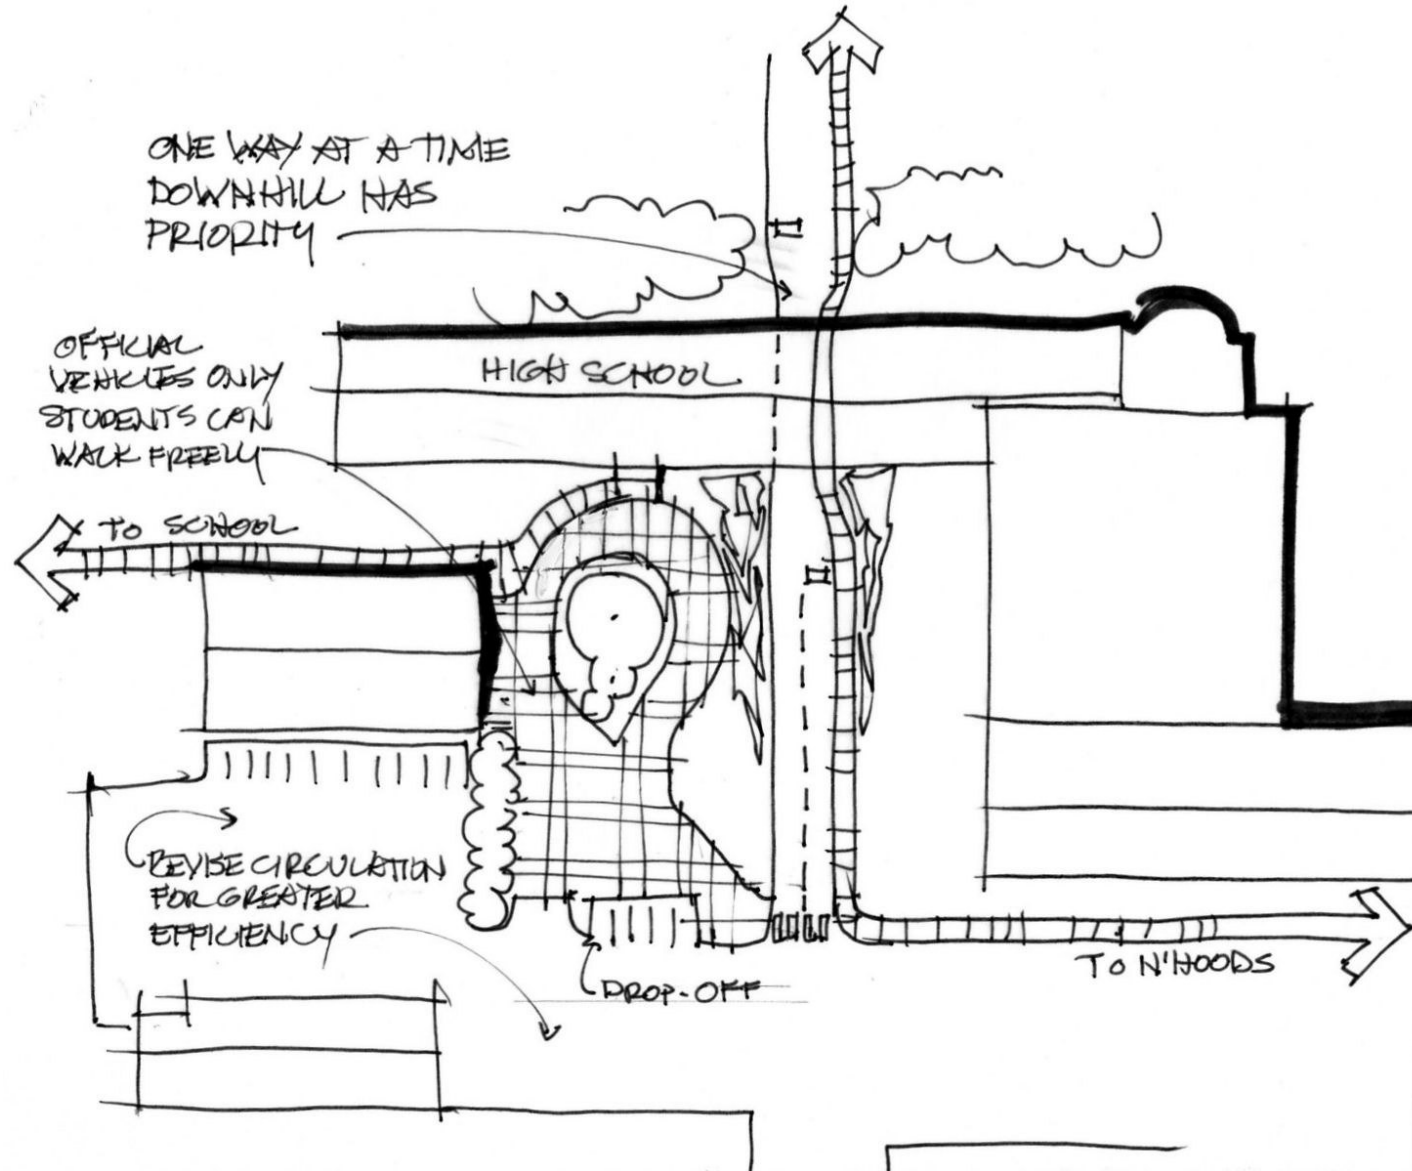 ONE WAY AT A TIME
DOWNHILL HAS
PRIORITY
HIGH SCHOOL
OFFICIAL
VEHICLES ONLY
STUDENTS CAN
WALK FREELY
TO SCHOOL
REVISE CIRCULATION
FOR GREATER
EFFICIENCY
DROP-OFF
TO N'HOODS